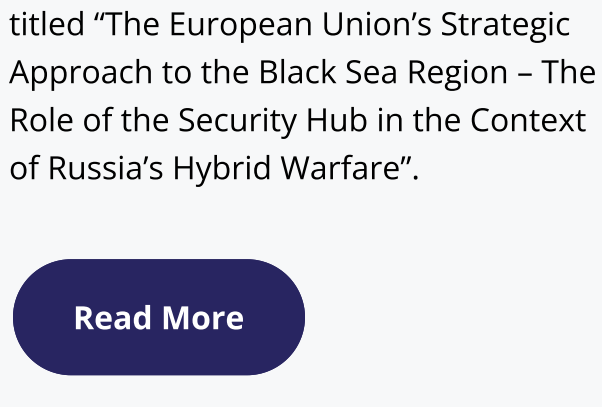 titled “The European Union’s Strategic
Approach to the Black Sea Region – The
Role of the Security Hub in the Context
of Russia’s Hybrid Warfare”.
Read More